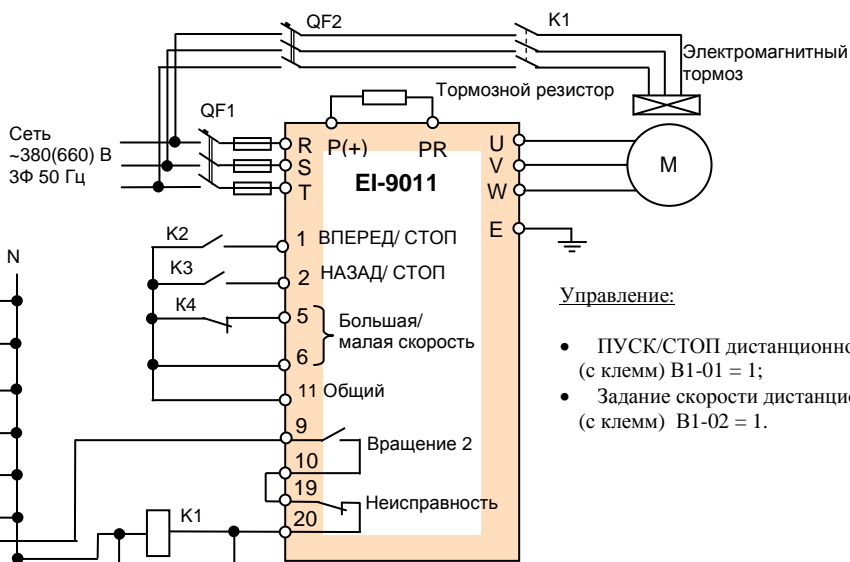 QF2
K1
Электромагнитный
тормоз
Тормозной резистор
QF1
Сеть
~380(660) В
3Ф 50 Гц
R
P(+)
PR
U
S
V
M
T
EI-9011
W
E
K2
1 ВПЕРЕД/ СТОП
N
K3
2 НАЗАД/ СТОП
K4
5
Большая/
малая скорость
6
11 Общий
9
Вращение 2
10
19
Неисправность
20
K1
Управление:
• ПУСК/СТОП дистанционно
(с клемм) B1-01 = 1;
• Задание скорости дистанцио
(с клемм) B1-02 = 1.